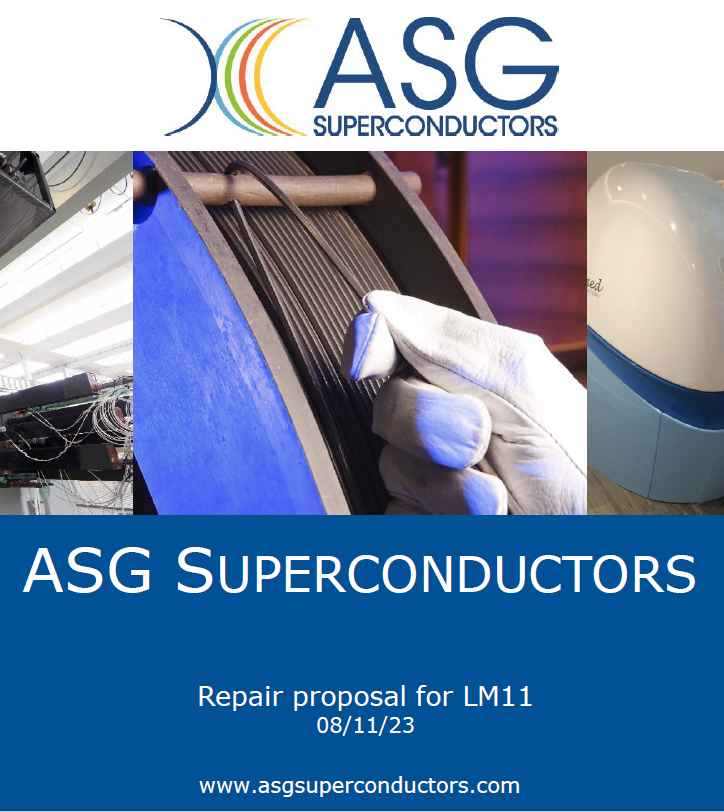 ASG
SUPERCONDUCTORS
ASG SUPERCONDUCTORS
Repair proposal for LM11
08/11/23
www.asgsuperconductors.com